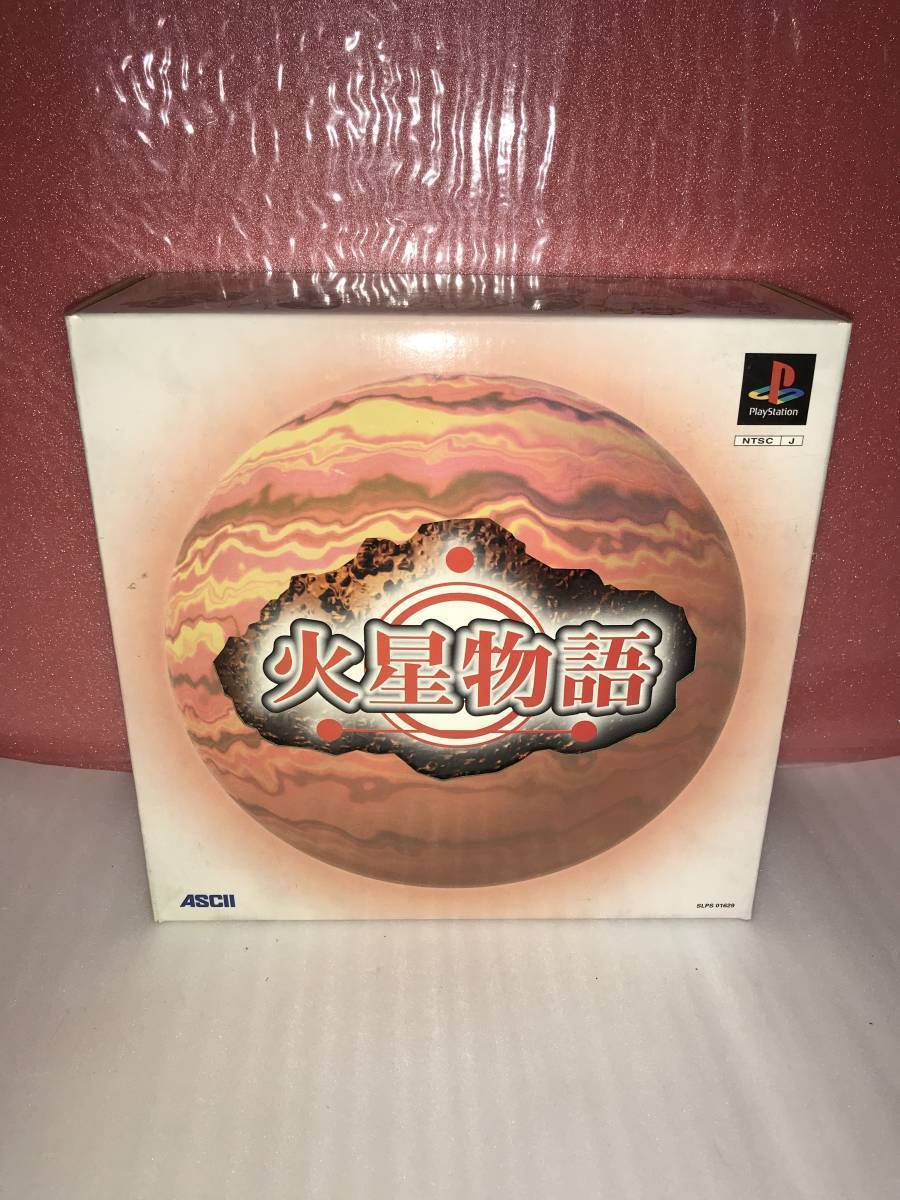 PlayStation
NTSC J
火星物語
ASCII
SLPS 01629